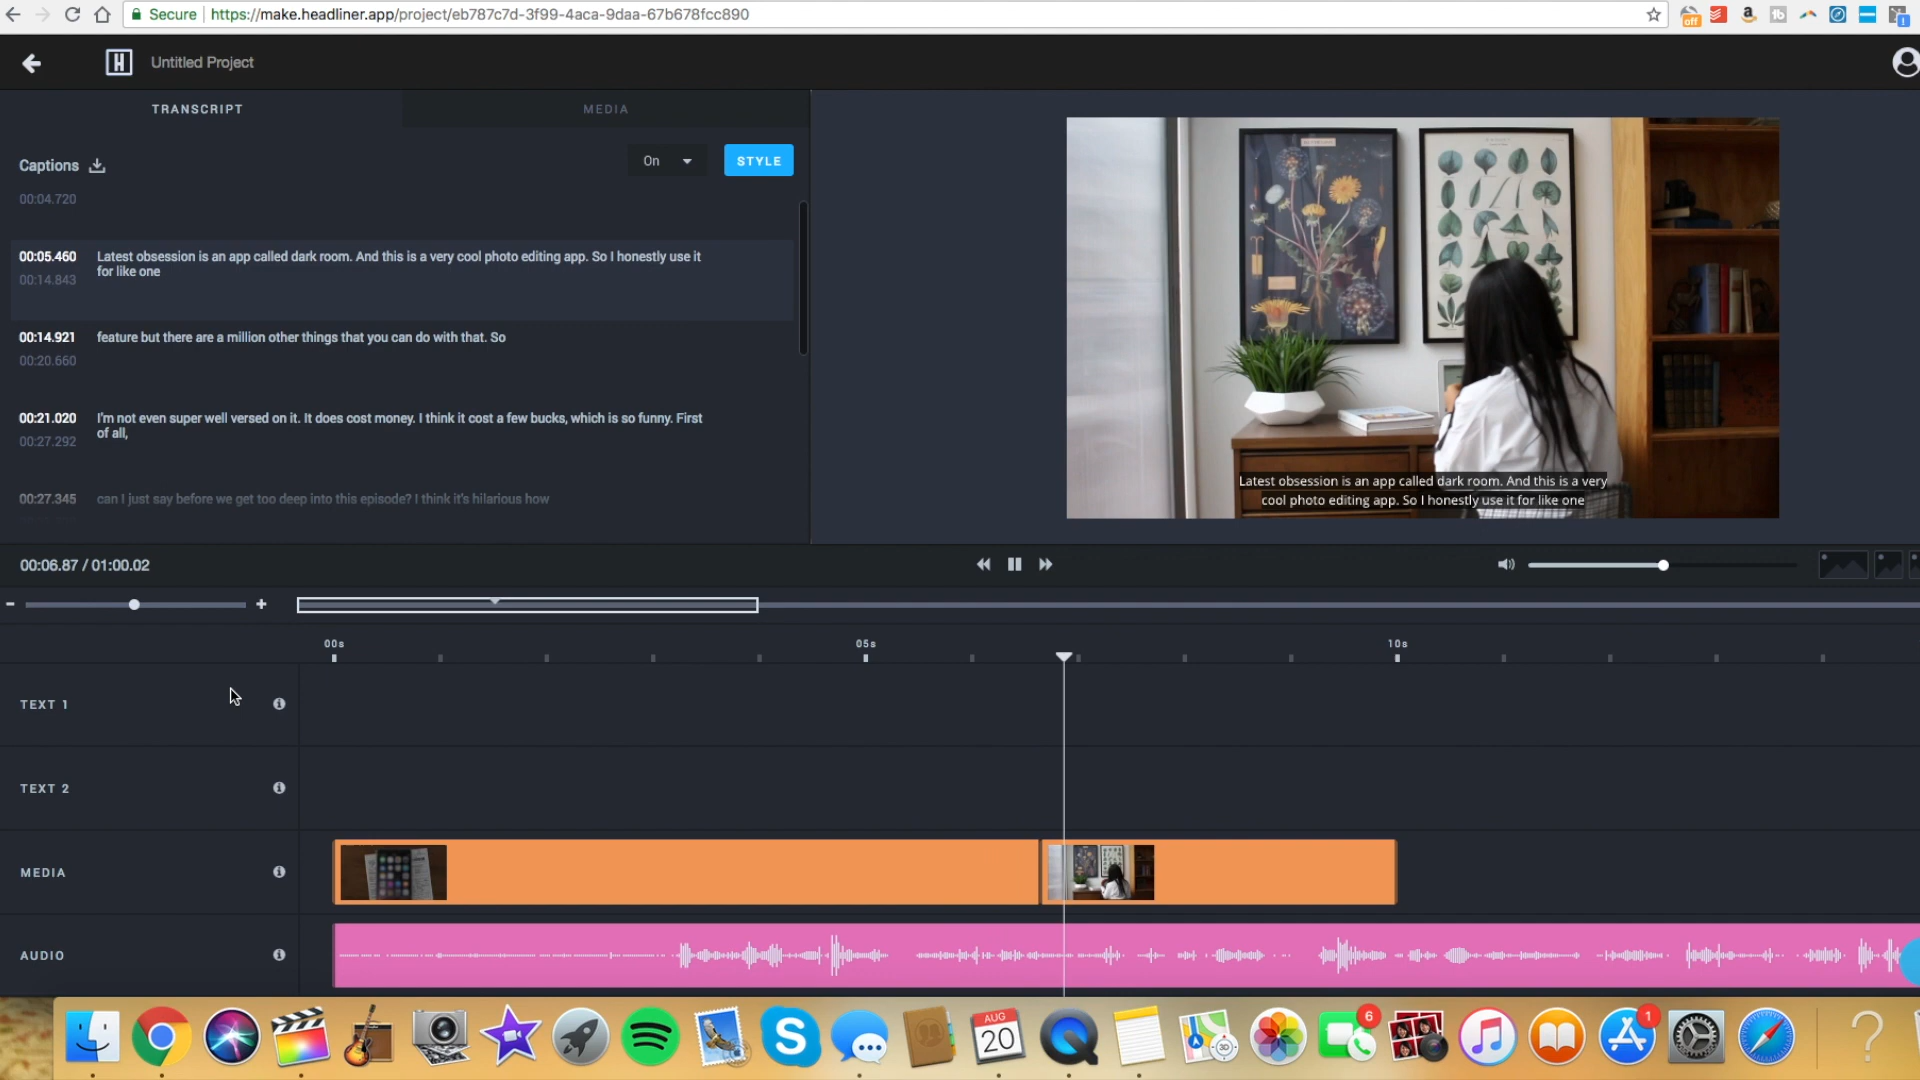 Secure https://make.headliner.app/project/eb787c7d-3f99-4aca-9daa-67b678fcc890
off
Untitled Project
TRANSCRIPT
MEDIA
Captions
On
STYLE
00:04.720
00:05.460 Latest obsession is an app called dark room. And this is a very cool photo editing app. So I honestly use it
for like one
00:14.843
00:14.921 feature but there are a million other things that you can do with that. So
00:20.660
00:21.020 I'm not even super well versed on it. It does cost money. I think it cost a few bucks, which is so funny. First
of all,
00:27.292
00:27.345 can I just say before we get too deep into this episode? I think it's hilarious how
Latest obsession is an app called dark room. And this is a very
cool photo editing app. So I honestly use it for like one
00:06.87 / 01:00.02
00s 05s 10s
TEXT 1
TEXT 2
MEDIA
AUDIO
AUG
20
3D
6
1